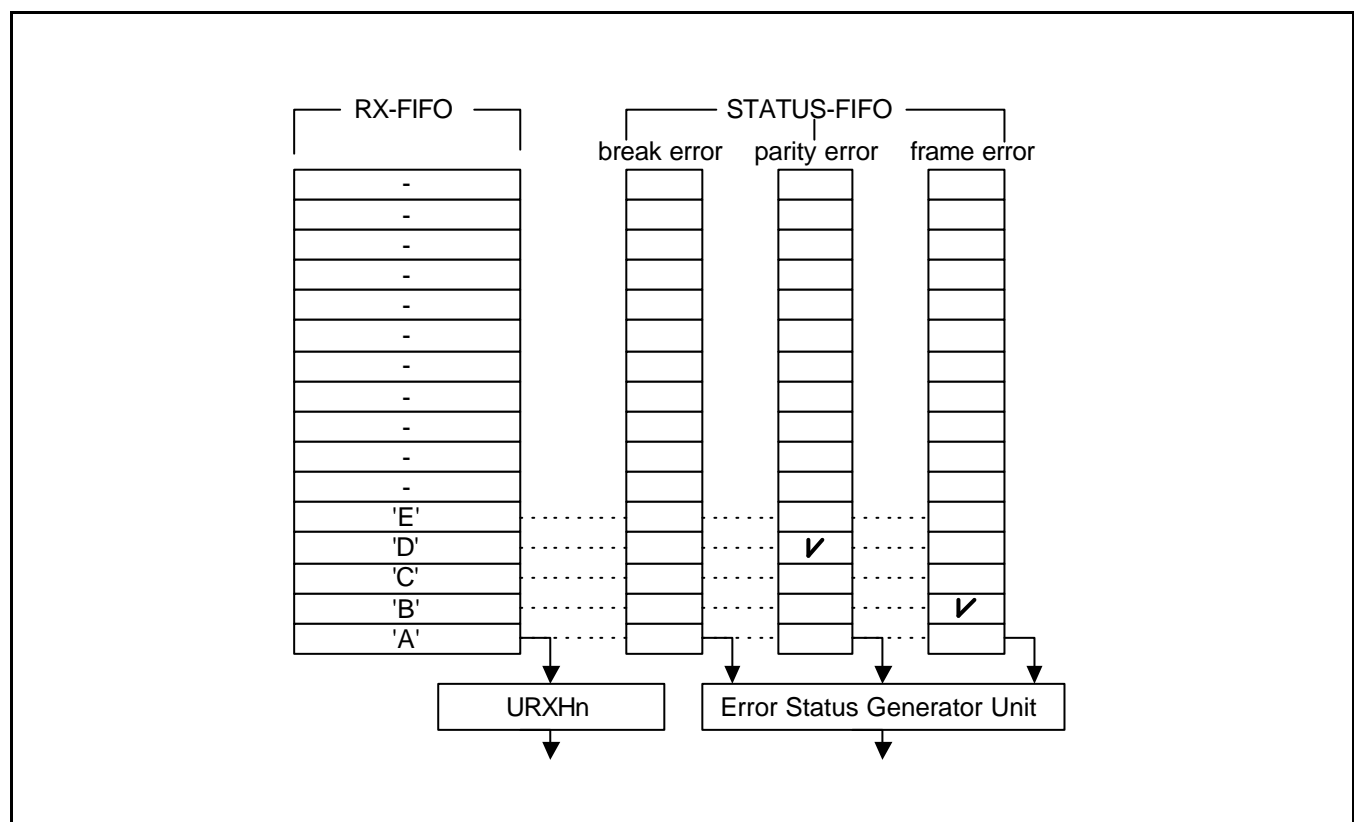 RX-FIFO
STATUS-FIFO
break error
parity error
frame error
-
-
-
-
-
-
-
-
-
-
-
'E'
'D'
'C'
'B'
'A'
URXHn
Error Status Generator Unit